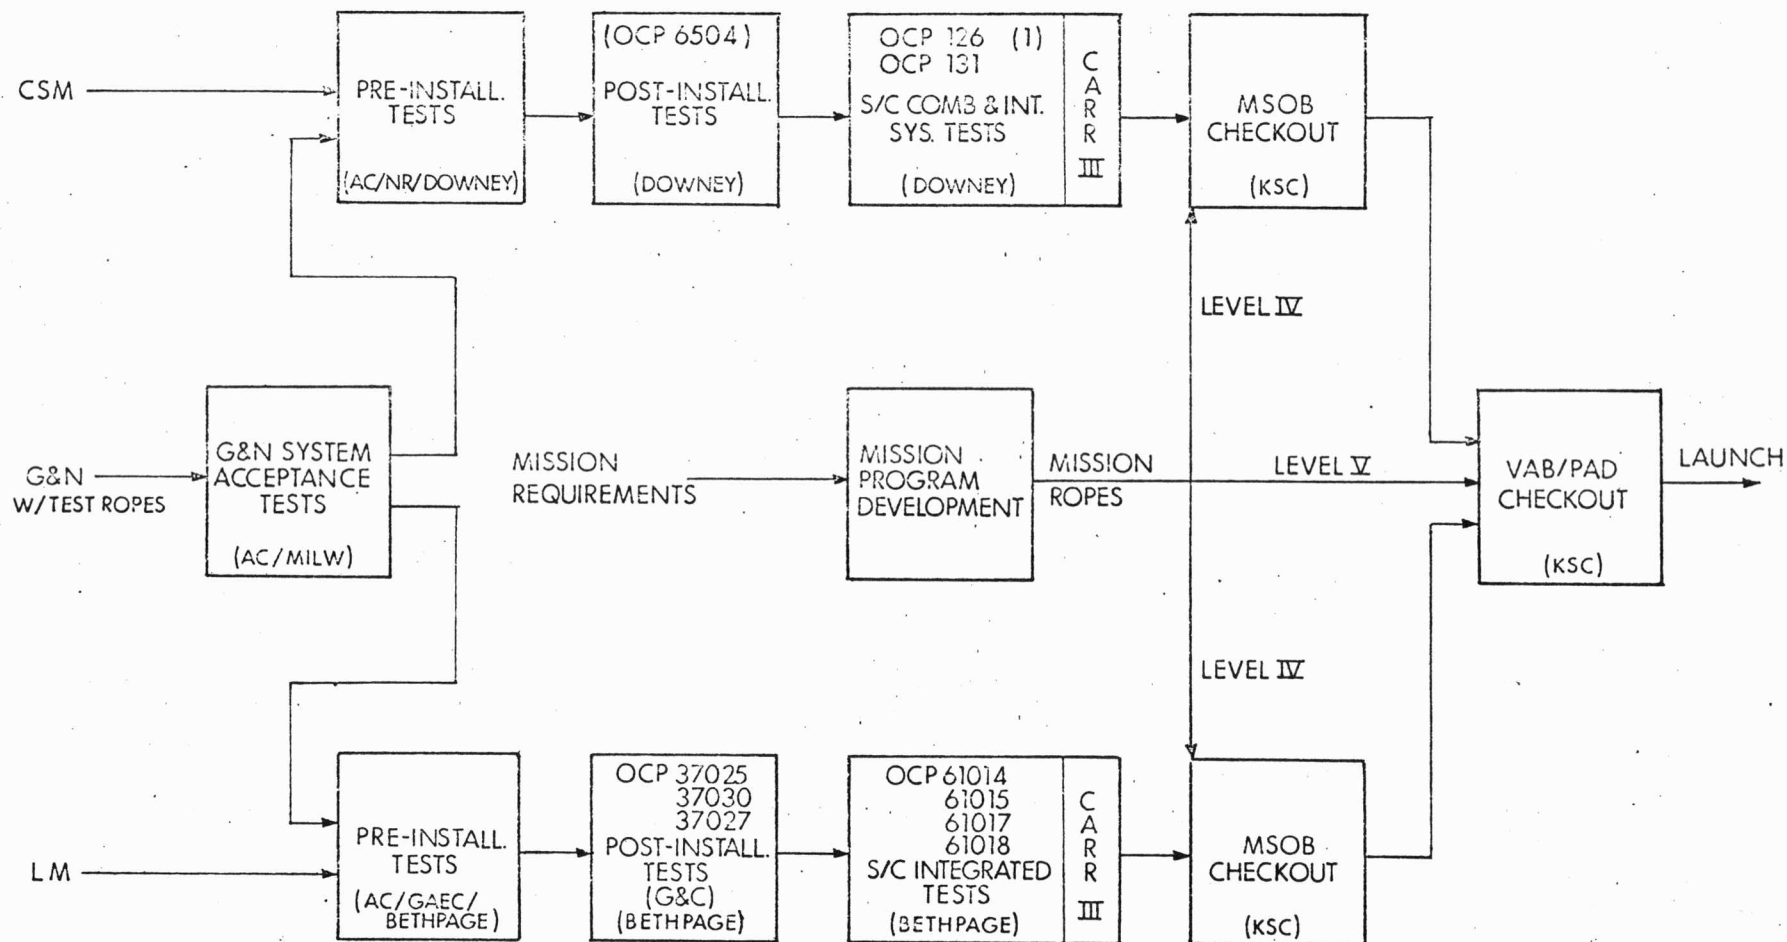 CSM
PRE-INSTALL.
TESTS
(AC/NR/DOWNEY)
(OCP 6504)
POST-INSTALL.
TESTS
(DOWNEY)
OCP 126 (1)
OCP 131
S/C COMB & INT.
SYS. TESTS
(DOWNEY)
C
A
R
R
III
MSOB
CHECKOUT
(KSC)
LEVEL IV
G&N
W/TEST ROPES
G&N SYSTEM
ACCEPTANCE
TESTS
(AC/MILW)
MISSION
REQUIREMENTS
MISSION
PROGRAM
DEVELOPMENT
MISSION
ROPES
LEVEL V
VAB/PAD
CHECKOUT
(KSC)
LAUNCH
LEVEL IV
LM
PRE-INSTALL.
TESTS
(AC/GAEC/
BETHPAGE)
OCP 37025
37030
37027
POST-INSTALL.
TESTS
(G&C)
(BETHPAGE)
OCP 61014
61015
61017
61018
S/C INTEGRATED
TESTS
(BETHPAGE)
C
A
R
R
III
MSOB
CHECKOUT
(KSC)